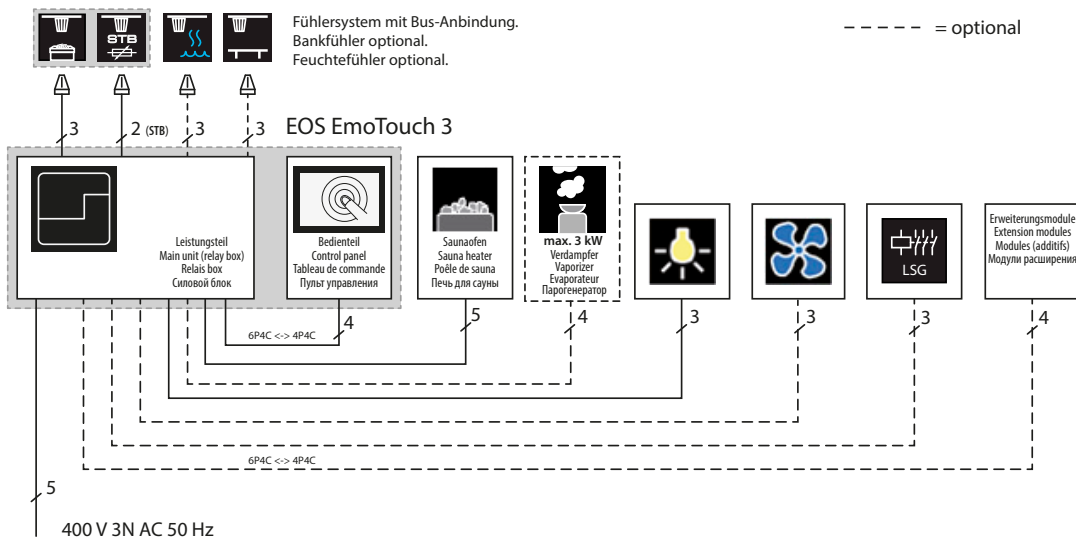 Fühlersystem mit Bus-Anbindung.
Bankfühler optional.
Feuchtefühler optional.
= optional
STB
3
2 (STB)
3
3
EOS EmoTouch 3
Leistungsteil
Main unit (relay box)
Relais box
Силовой блок
Bedienteil
Control panel
Tableau de commande
Пульт управления
Saunaofen
Sauna heater
Poêle de sauna
Печь для сауны
max. 3 kW
Verdampfer
Vaporizer
Evaporateur
Парогенератор
LSG
Erweiterungsmodule
Extension modules
Modules (additifs)
Модули расширения
4
5
4
3
3
3
4
6P4C <-> 4P4C
6P4C <-> 4P4C
5
400 V 3N AC 50 Hz